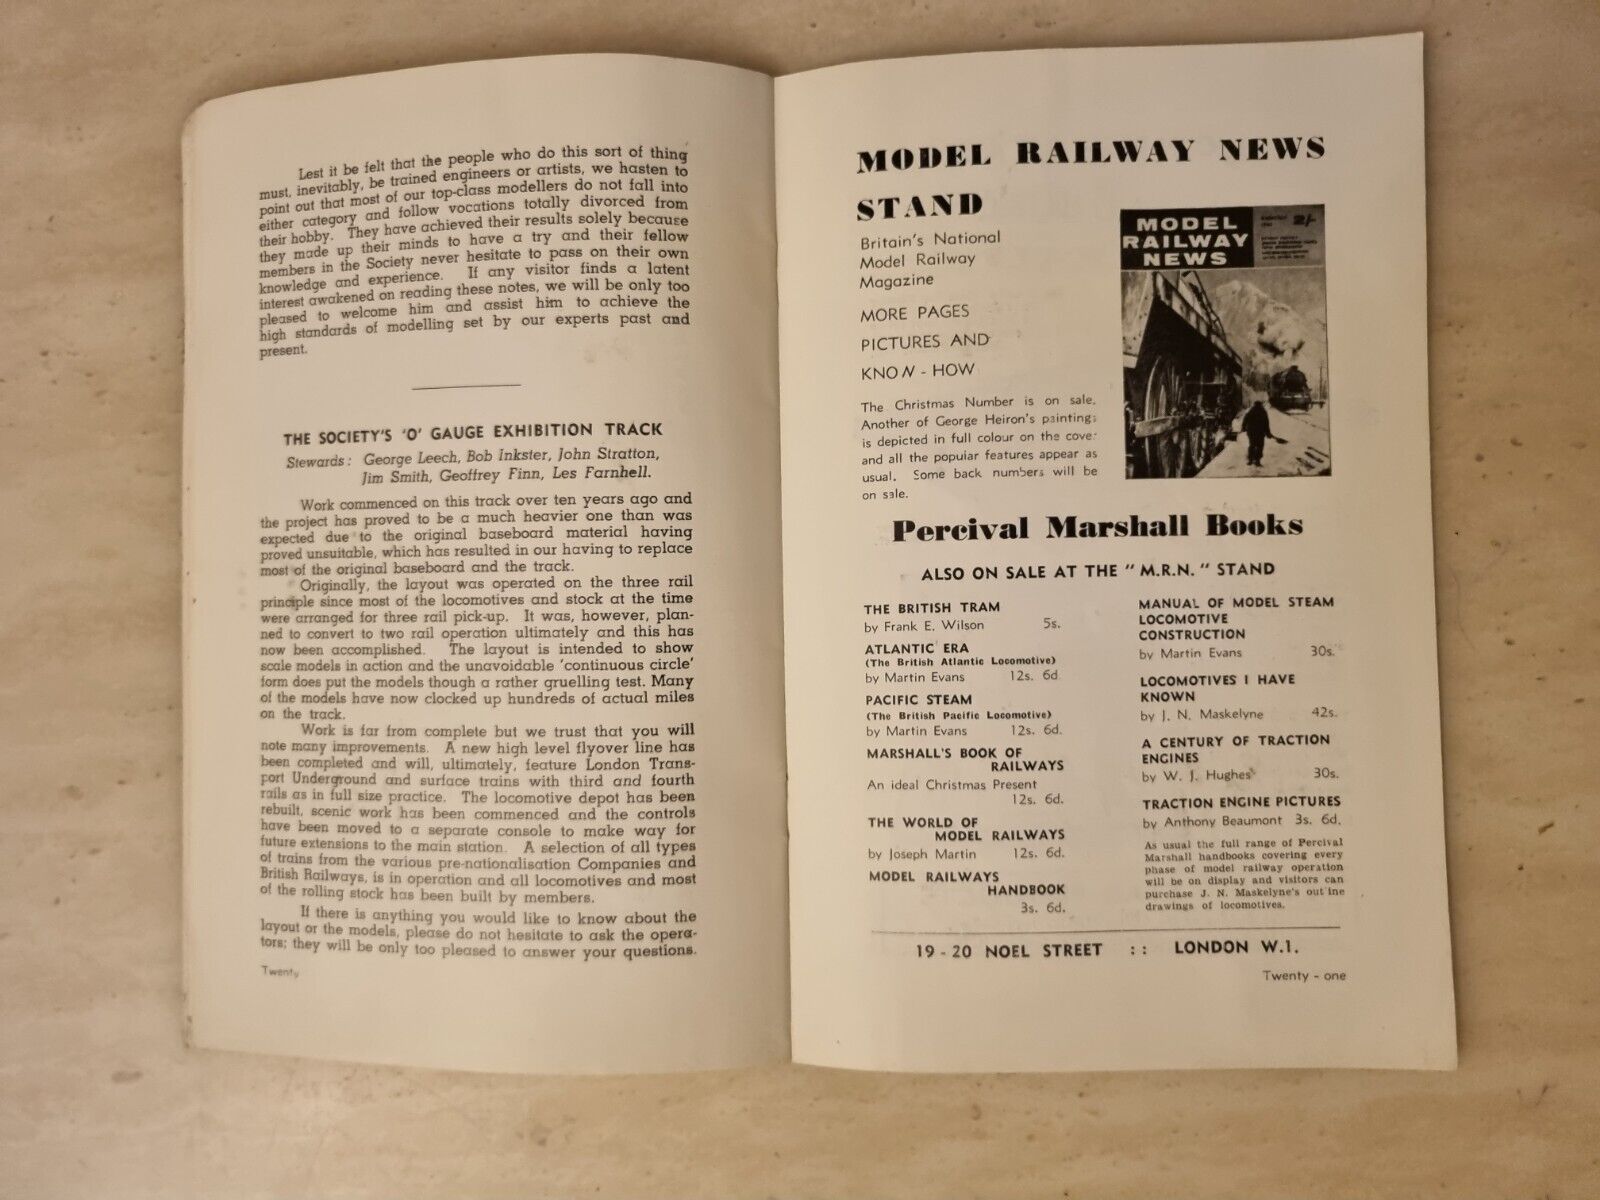 Lest it be felt that the people who do this sort of thing
must, inevitably, be trained engineers or artists, we hasten to
point out that most of our top-class modellers do not fall into
either category and follow vocations totally divorced from
their hobby. They have achieved their results solely because
they made up their minds to have a try and their fellow
members in the Society never hesitate to pass on their own
knowledge and experience. If any visitor finds a latent
interest awakened on reading these notes, we will be only too
pleased to welcome him and assist him to achieve the
high standards of modelling set by our experts past and
present.
THE SOCIETY'S 'O' GAUGE EXHIBITION TRACK
Stewards: George Leech, Bob Inkster, John Stratton,
Jim Smith, Geoffrey Finn, Les Farnhell.
Work commenced on this track over ten years ago and
the project has proved to be a much heavier one than was
expected due to the original baseboard material having
proved unsuitable, which has resulted in our having to replace
most of the original baseboard and the track.
Originally, the layout was operated on the three rail
principle since most of the locomotives and stock at the time
were arranged for three rail pick-up. It was, however, plan-
ned to convert to two rail operation ultimately and this has
now been accomplished. The layout is intended to show
scale models in action and the unavoidable 'continuous circle'
form does put the models though a rather gruelling test. Many
of the models have now clocked up hundreds of actual miles
on the track.
Work is far from complete but we trust that you will
note many improvements. A new high level flyover line has
been completed and will, ultimately, feature London Trans-
port Underground and surface trains with third and fourth
rails as in full size practice. The locomotive depot has been
rebuilt, scenic work has been commenced and the controls
have been moved to a separate console to make way for
future extensions to the main station. A selection of all types
of trains from the various pre-nationalisation Companies and
British Railways, is in operation and all locomotives and most
of the rolling stock has been built by members.
If there is anything you would like to know about the
layout or the models, please do not hesitate to ask the opera-
tors; they will be only too pleased to answer your questions.
Twenty
MODEL RAILWAY NEWS
STAND
Britain's National
Model Railway
Magazine
MORE PAGES
PICTURES AND
KNOW-HOW
The Christmas Number is on sale.
Another of George Heiron's paintings
is depicted in full colour on the cover
and all the popular features appear as
usual. Some back numbers will be
on sale.
MODEL
RAILWAY
NEWS
2/-
Percival Marshall Books
ALSO ON SALE AT THE "M.R.N." STAND
THE BRITISH TRAM
by Frank E. Wilson 5s.
ATLANTIC ERA
(The British Atlantic Locomotive)
by Martin Evans 12s. 6d.
PACIFIC STEAM
(The British Pacific Locomotive)
by Martin Evans 12s. 6d.
MARSHALL'S BOOK OF
RAILWAYS
An ideal Christmas Present
12s. 6d.
THE WORLD OF
MODEL RAILWAYS
by Joseph Martin 12s. 6d.
MODEL RAILWAYS
HANDBOOK
3s. 6d.
MANUAL OF MODEL STEAM
LOCOMOTIVE
CONSTRUCTION
by Martin Evans 30s.
LOCOMOTIVES I HAVE
KNOWN
by J. N. Maskelyne 42s.
A CENTURY OF TRACTION
ENGINES
by W. J. Hughes 30s.
TRACTION ENGINE PICTURES
by Anthony Beaumont 3s. 6d.
As usual the full range of Percival
Marshall handbooks covering every
phase of model railway operation
will be on display and visitors can
purchase J. N. Maskelyne's out ine
drawings of locomotives.
19-20 NOEL STREET :: LONDON W.1.
Twenty-one